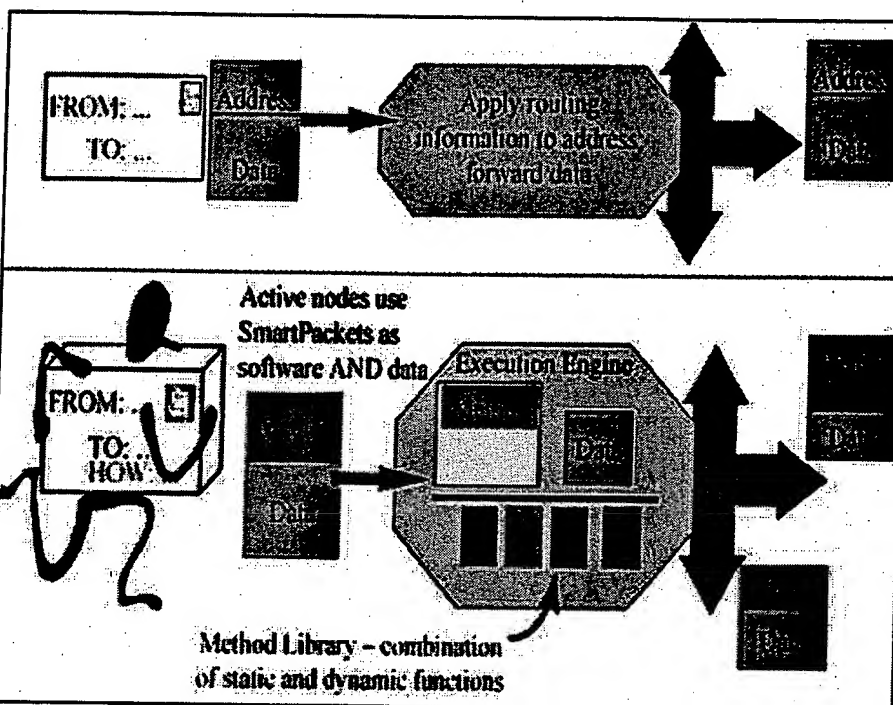 FROM: ...
TO: ...
Address
Data
Apply routing
information to address,
forward data
Address
Data
Active nodes use
SmartPackets as
software AND data
FROM: ...
TO: ..
HOW:
Data
Execution Engine
Data
Data
Method Library – combination
of static and dynamic functions